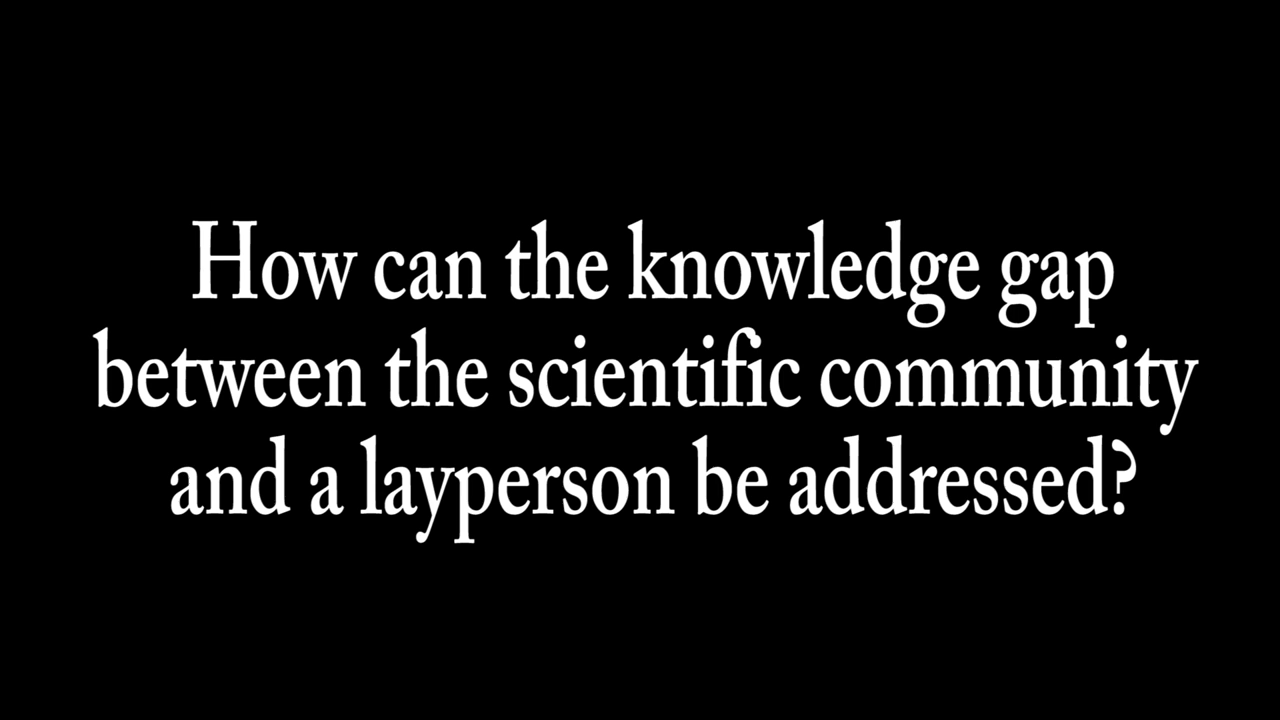 How can the knowledge gap
between the scientific community
and a layperson be addressed?